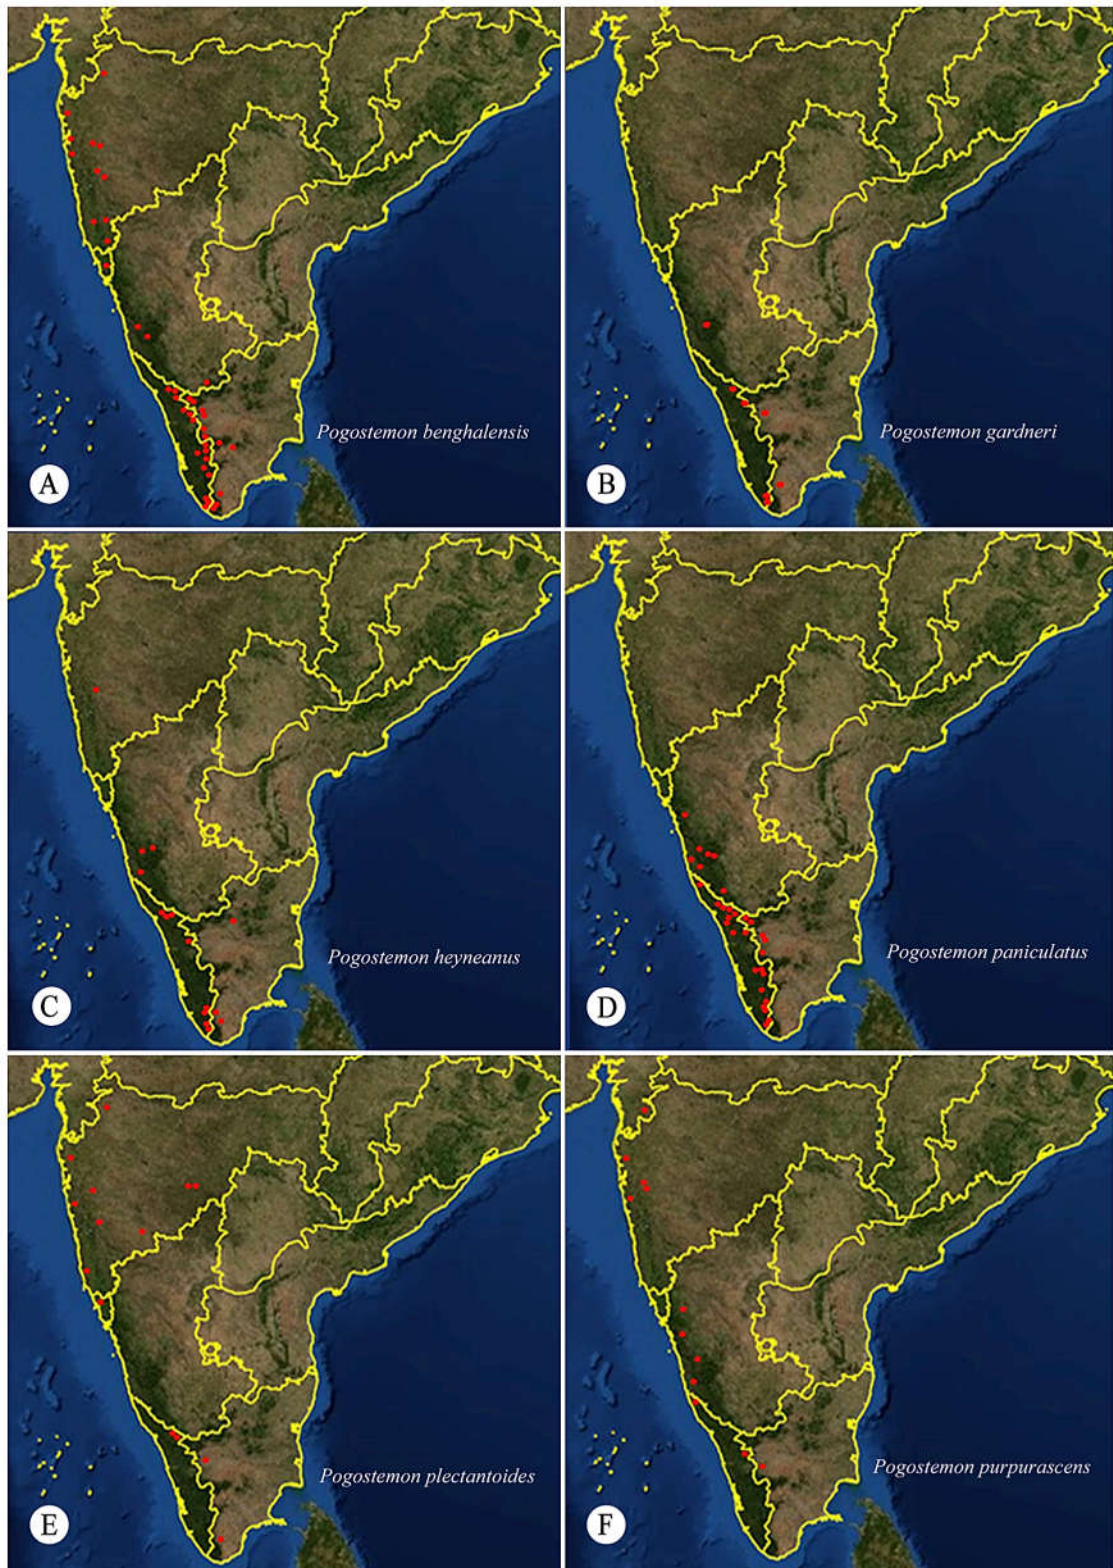 Pogostemon benghalensis
A
Pogostemon gardneri
B
Pogostemon heyneanus
C
Pogostemon paniculatus
D
Pogostemon plectantoides
E
Pogostemon purpurascens
F